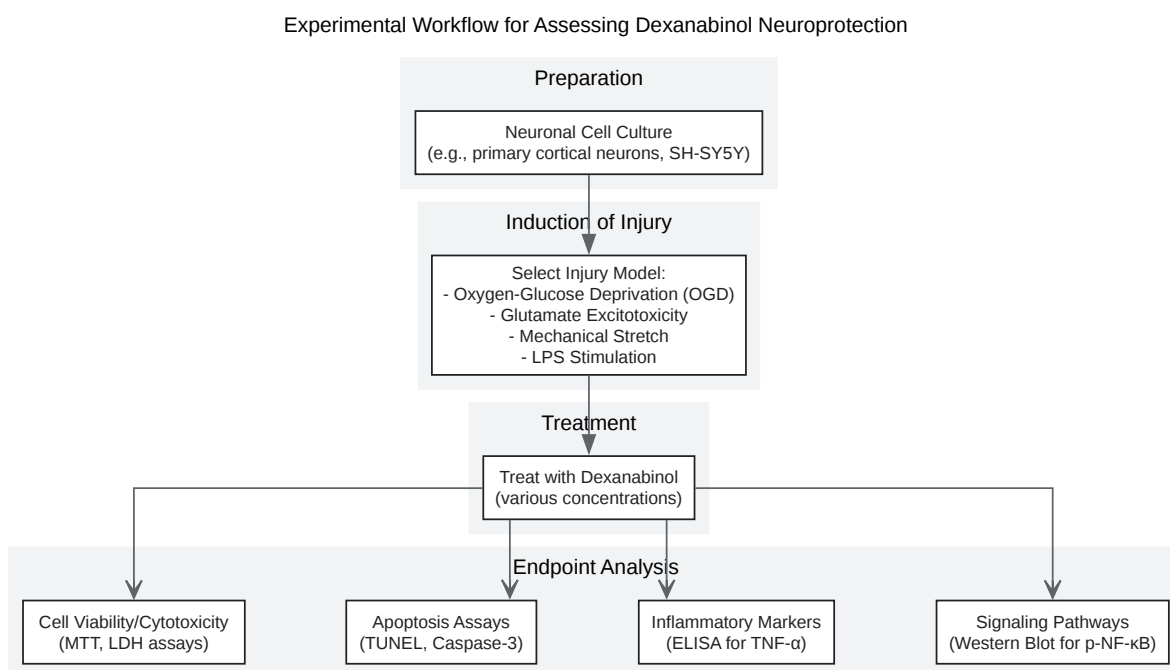 Experimental Workflow for Assessing Dexanabinol Neuroprotection
Preparation
Neuronal Cell Culture
(e.g., primary cortical neurons, SH-SY5Y)
Induction of Injury
Select Injury Model:
- Oxygen-Glucose Deprivation (OGD)
- Glutamate Excitotoxicity
- Mechanical Stretch
- LPS Stimulation
Treatment
Treat with Dexanabinol
(various concentrations)
Endpoint Analysis
Cell Viability/Cytotoxicity
(MTT, LDH assays)
Apoptosis Assays
(TUNEL, Caspase-3)
Inflammatory Markers
(ELISA for TNF-α)
Signaling Pathways
(Western Blot for p-NF-κB)